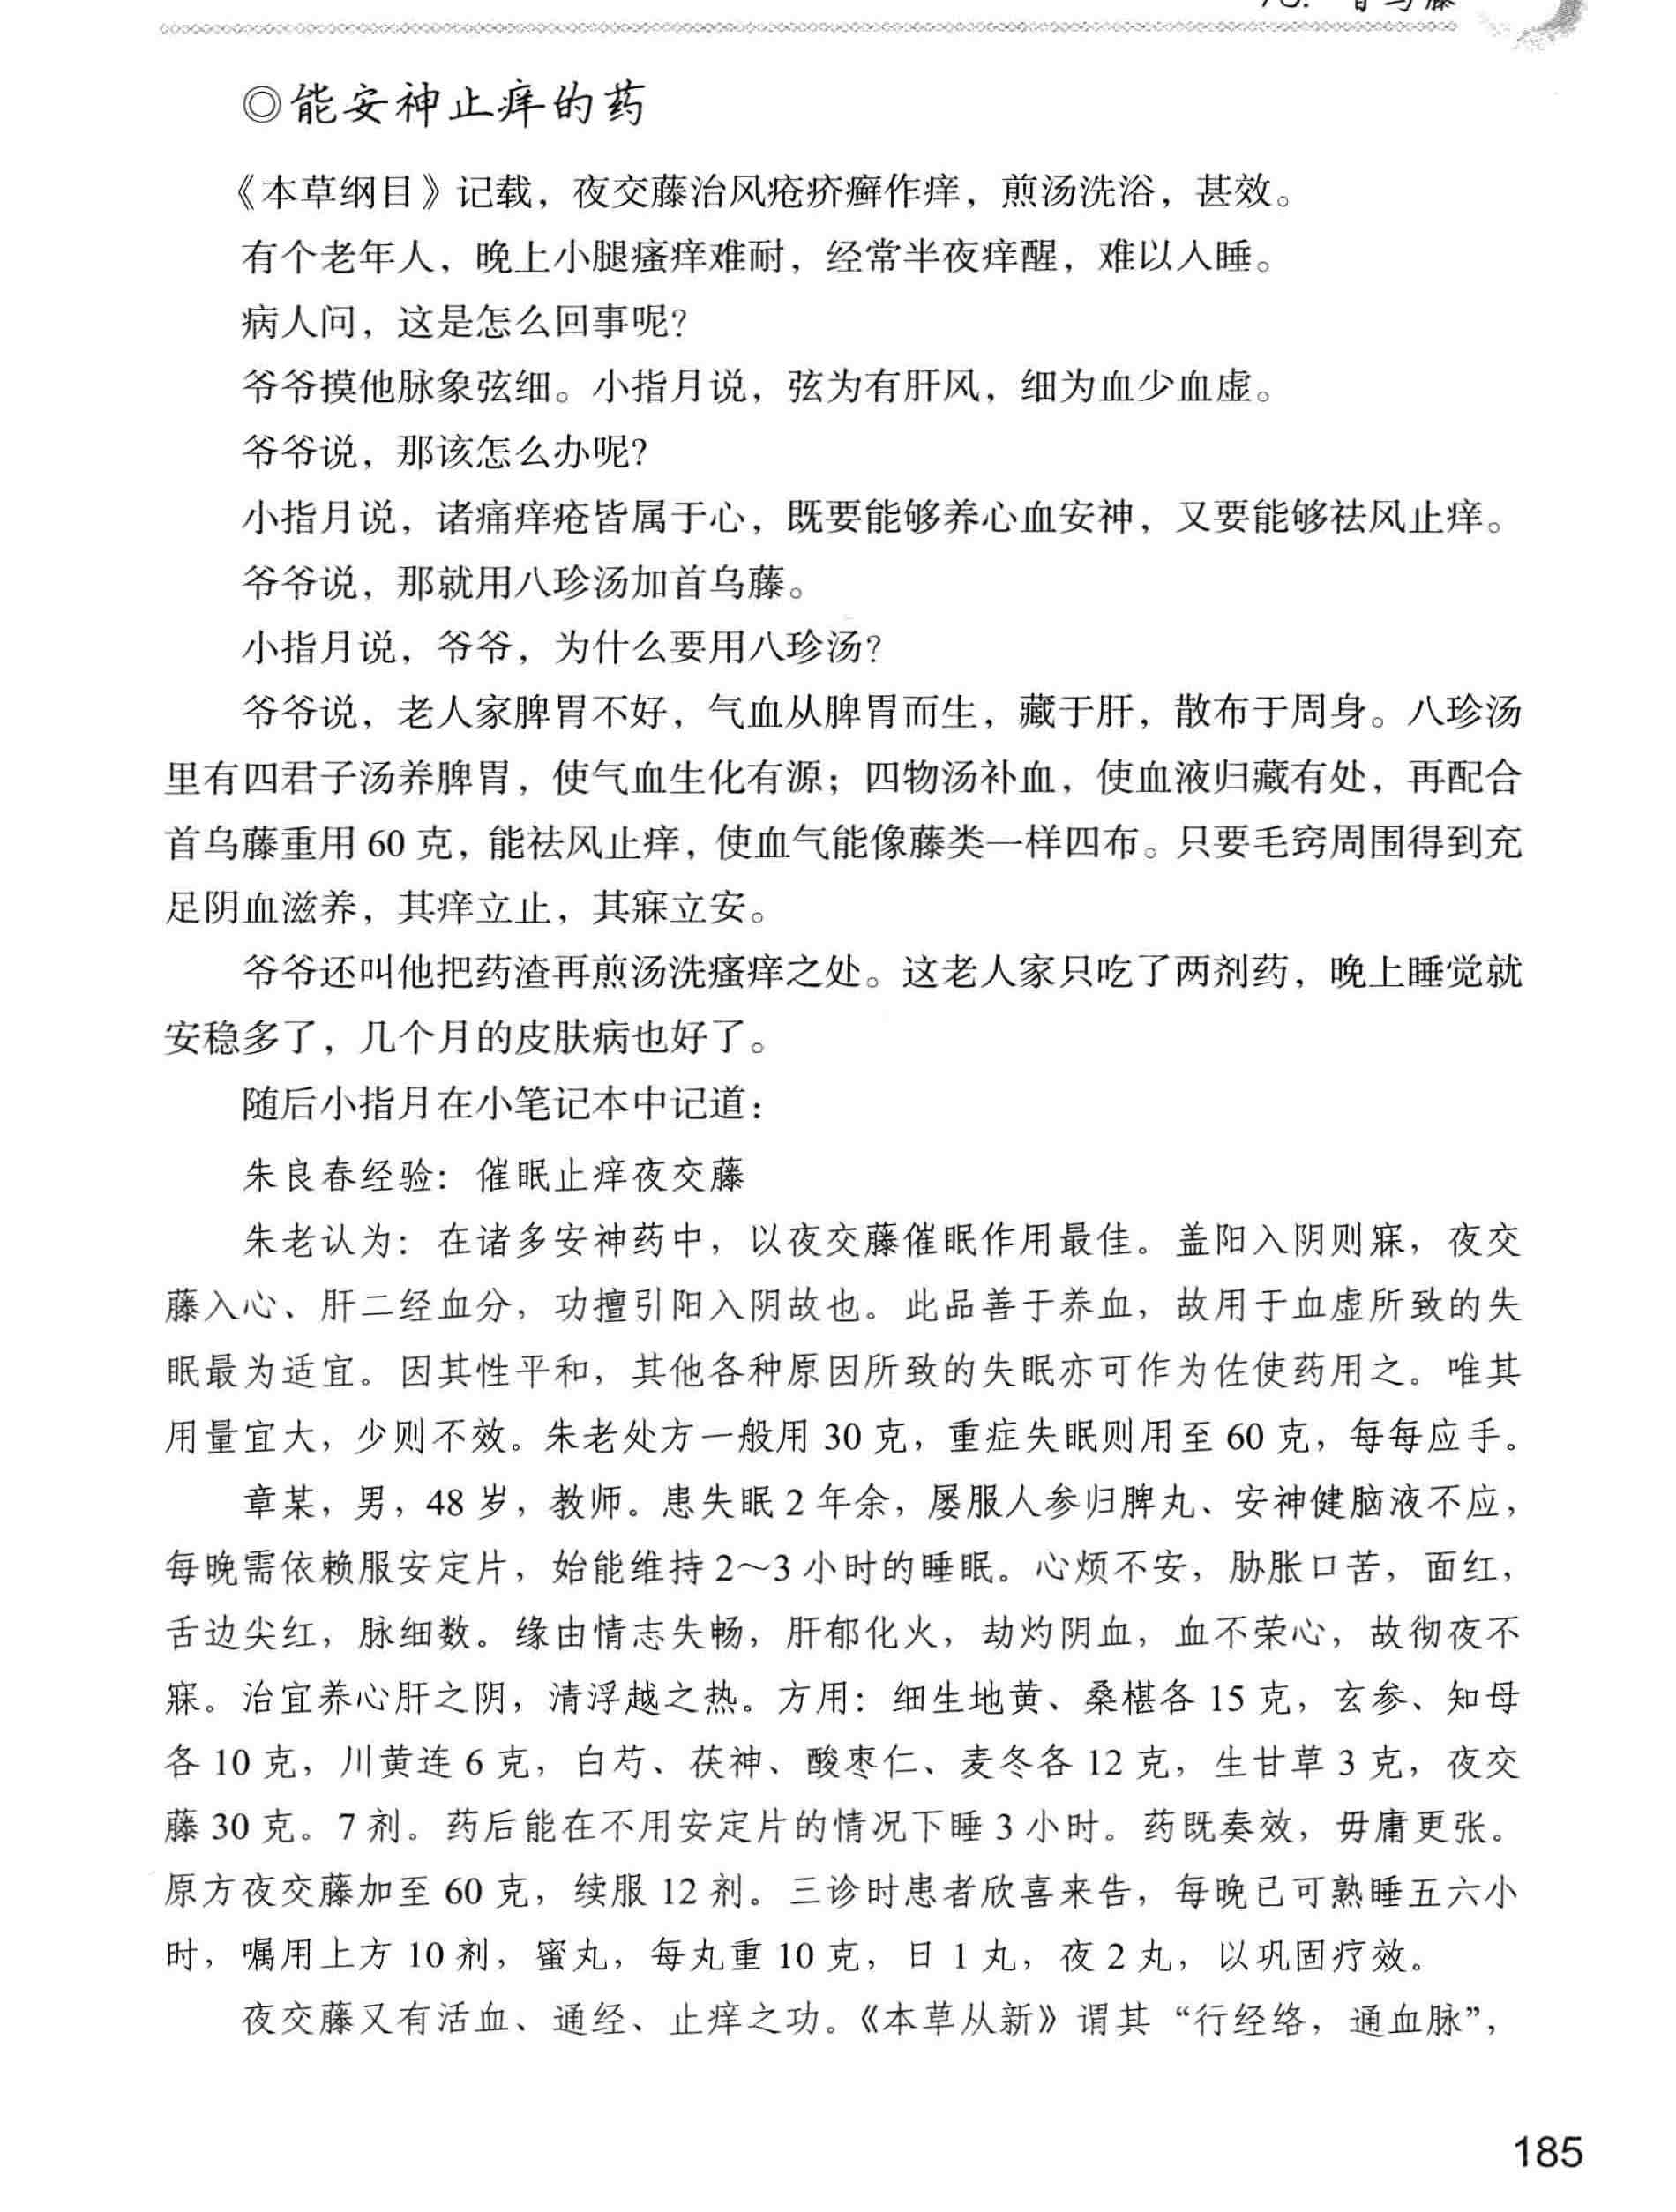 ◎能安神止痒的药
《本草纲目》记载，夜交藤治风疮疥癣作痒，煎汤洗浴，甚效。
有个老年人，晚上小腿瘙痒难耐，经常半夜痒醒，难以入睡。
病人问，这是怎么回事呢？
爷爷摸他脉象弦细。小指月说，弦为有肝风，细为血少血虚。
爷爷说，那该怎么办呢？
小指月说，诸痛痒疮皆属于心，既要能够养心血安神，又要能够祛风止痒。
爷爷说，那就用八珍汤加首乌藤。
小指月说，爷爷，为什么要用八珍汤？
爷爷说，老人家脾胃不好，气血从脾胃而生，藏于肝，散布于周身。八珍汤
里有四君子汤养脾胃，使气血生化有源；四物汤补血，使血液归藏有处，再配合
首乌藤重用 60 克，能祛风止痒，使血气能像藤类一样四布。只要毛窍周围得到充
足阴血滋养，其痒立止，其寐立安。
爷爷还叫他把药渣再煎汤洗瘙痒之处。这老人家只吃了两剂药，晚上睡觉就
安稳多了，几个月的皮肤病也好了。
随后小指月在小笔记本中记道：
朱良春经验：催眠止痒夜交藤
朱老认为：在诸多安神药中，以夜交藤催眠作用最佳。盖阳入阴则寐，夜交
藤入心、肝二经血分，功擅引阳入阴故也。此品善于养血，故用于血虚所致的失
眠最为适宜。因其性平和，其他各种原因所致的失眠亦可作为佐使药用之。唯其
用量宜大，少则不效。朱老处方一般用 30 克，重症失眠则用至 60 克，每每应手。
章某，男，48 岁，教师。患失眠 2 年余，屡服人参归脾丸、安神健脑液不应，
每晚需依赖服安定片，始能维持 2～3 小时的睡眠。心烦不安，胁胀口苦，面红，
舌边尖红，脉细数。缘由情志失畅，肝郁化火，劫灼阴血，血不荣心，故彻夜不
寐。治宜养心肝之阴，清浮越之热。方用：细生地黄、桑椹各 15 克，玄参、知母
各 10 克，川黄连 6 克，白芍、茯神、酸枣仁、麦冬各 12 克，生甘草 3 克，夜交
藤 30 克。7 剂。药后能在不用安定片的情况下睡 3 小时。药既奏效，毋庸更张。
原方夜交藤加至 60 克，续服 12 剂。三诊时患者欣喜来告，每晚已可熟睡五六小
时，嘱用上方 10 剂，蜜丸，每丸重 10 克，日 1 丸，夜 2 丸，以巩固疗效。
夜交藤又有活血、通经、止痒之功。《本草从新》谓其“行经络，通血脉”，
185